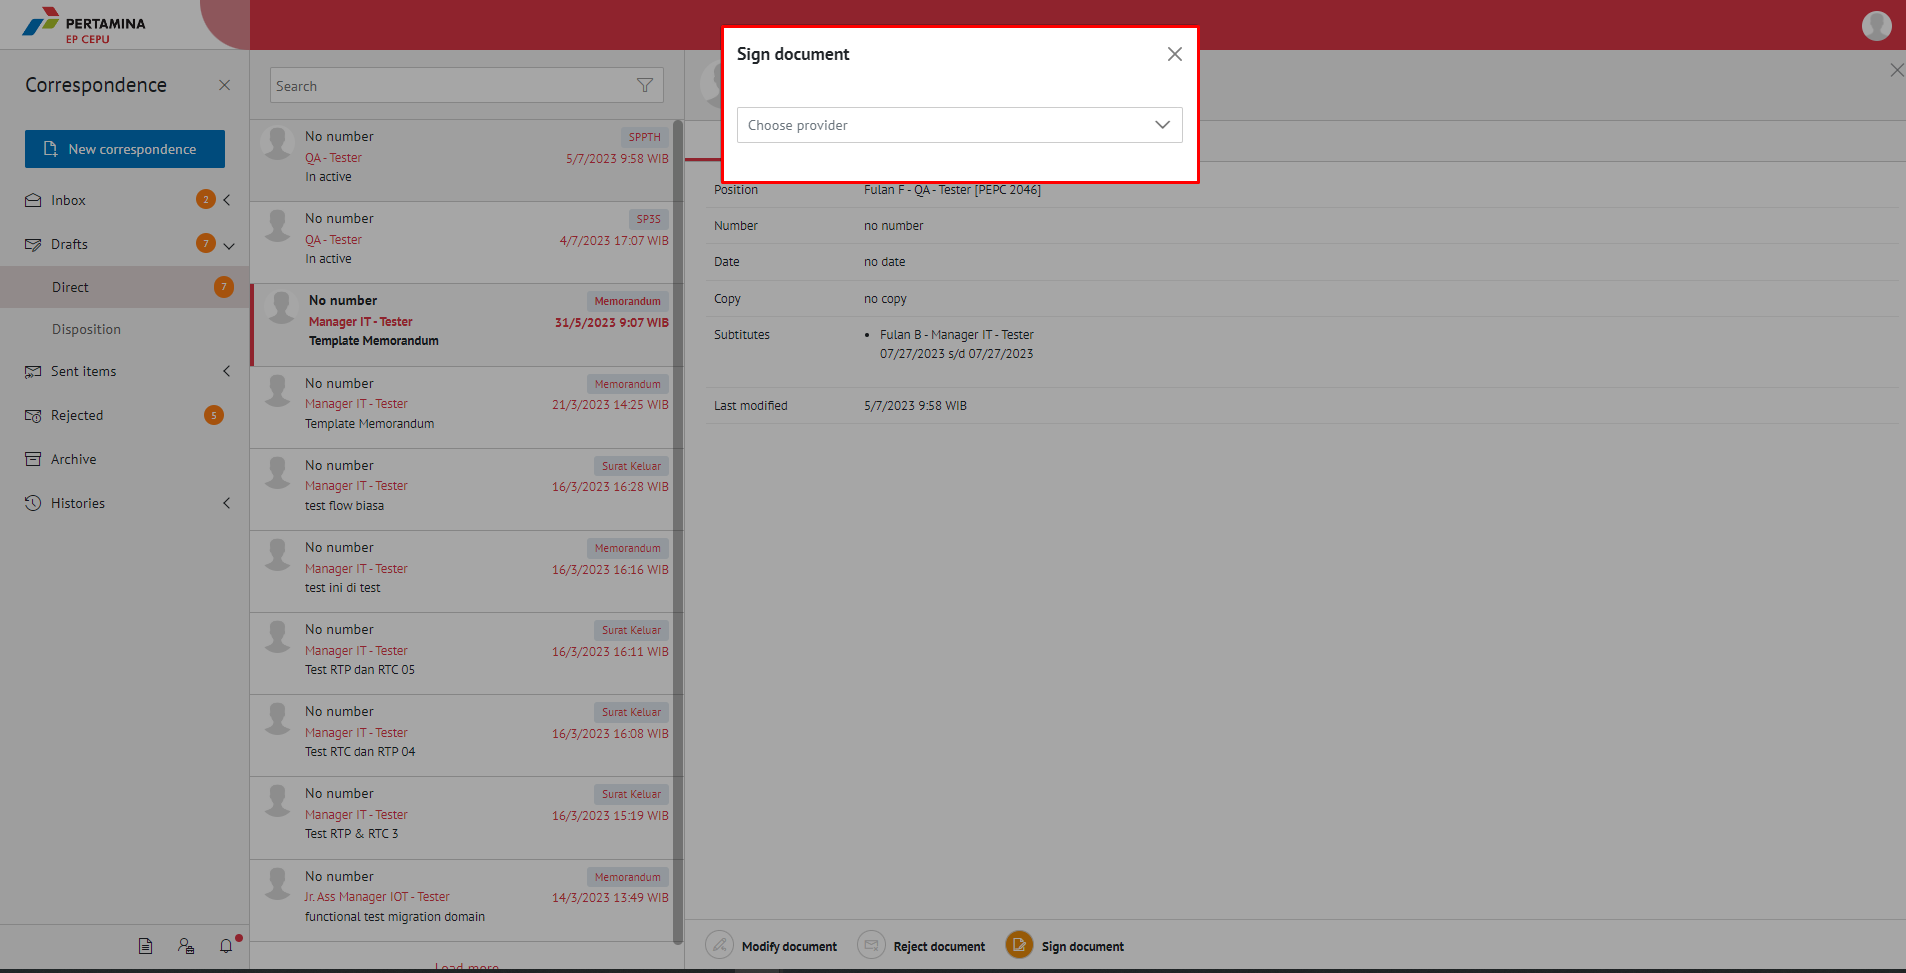 PERTAMINA
EP CEPU
Correspondence
New correspondence
Inbox
2
Drafts
7
Direct
7
Disposition
Sent items
Rejected
5
Archive
Histories
Search
No number
SPPTH
QA - Tester
5/7/2023 9:58 WIB
In active
No number
SP3S
QA - Tester
4/7/2023 17:07 WIB
In active
No number
Memorandum
Manager IT - Tester
31/5/2023 9:07 WIB
Template Memorandum
No number
Memorandum
Manager IT - Tester
21/3/2023 14:25 WIB
Template Memorandum
No number
Surat Keluar
Manager IT - Tester
16/3/2023 16:28 WIB
test flow biasa
No number
Memorandum
Manager IT - Tester
16/3/2023 16:16 WIB
test ini di test
No number
Surat Keluar
Manager IT - Tester
16/3/2023 16:11 WIB
Test RTP dan RTC 05
No number
Surat Keluar
Manager IT - Tester
16/3/2023 16:08 WIB
Test RTC dan RTP 04
No number
Surat Keluar
Manager IT - Tester
16/3/2023 15:19 WIB
Test RTP & RTC 3
No number
Memorandum
Jr. Ass Manager IOT - Tester
14/3/2023 13:49 WIB
functional test migration domain
Load more
Sign document
Choose provider
Position
Fulan F - QA - Tester [PEPC 2046]
Number
no number
Date
no date
Copy
no copy
Subtitutes
• Fulan B - Manager IT - Tester
07/27/2023 s/d 07/27/2023
Last modified
5/7/2023 9:58 WIB
Modify document
Reject document
Sign document